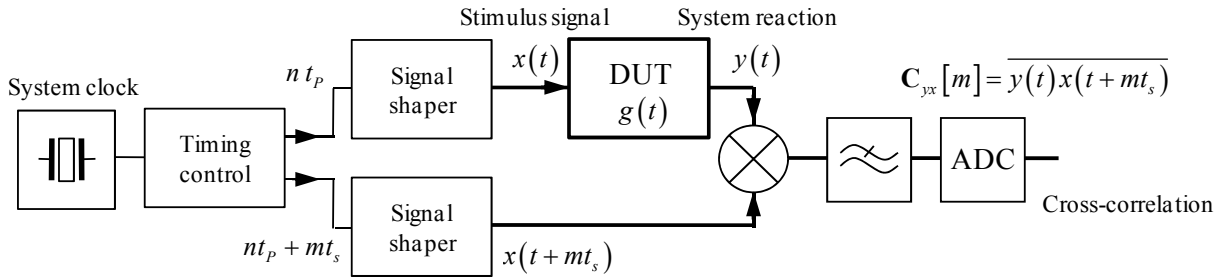 Stimulus signal
System reaction
System clock
n t_P
Signal
shaper
x(t)
DUT
g(t)
y(t)
C_yx[m] = \overline{y(t) x(t + mt_s)}
Timing
control
ADC
Signal
shaper
Cross-correlation
nt_P + mt_s
x(t + mt_s)